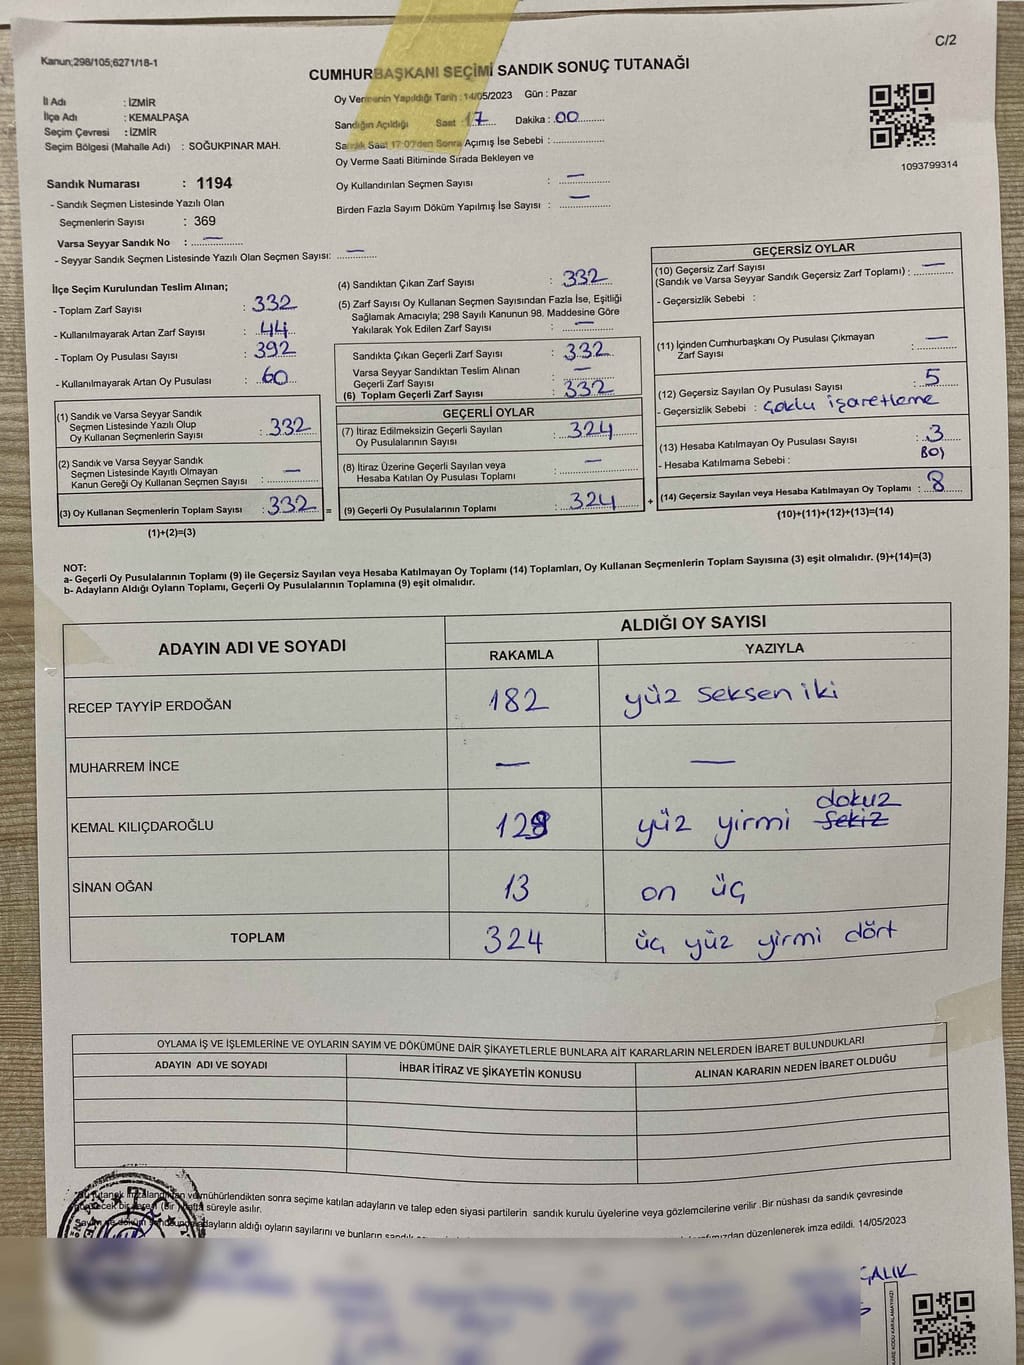 C/2
Kanun;298/105;6271/18-1
CUMHURBAŞKANI SEÇİMİ SANDIK SONUÇ TUTANAĞI
İl Adı : İZMİR
İlçe Adı : KEMALPAŞA
Seçim Çevresi : İZMİR
Seçim Bölgesi (Mahalle Adı) : SOĞUKPINAR MAH.
Oy Vermenin Yapıldığı Tarih : 14/05/2023 Gün : Pazar
Sandığın Açıldığı Saat : 17 Dakika : 00
Sandık Saat 17:00'den Sonra Açımış İse Sebebi :
Oy Verme Saati Bitiminde Sırada Bekleyen ve
Oy Kullandırılan Seçmen Sayısı : —
Birden Fazla Sayım Döküm Yapılmış İse Sayısı : —
1093799314
Sandık Numarası : 1194
- Sandık Seçmen Listesinde Yazılı Olan
Seçmenlerin Sayısı : 369
Varsa Seyyar Sandık No : —
- Seyyar Sandık Seçmen Listesinde Yazılı Olan Seçmen Sayısı: —
İlçe Seçim Kurulundan Teslim Alınan;
- Toplam Zarf Sayısı : 332
- Kullanılmayarak Artan Zarf Sayısı : 44
- Toplam Oy Pusulası Sayısı : 392
- Kullanılmayarak Artan Oy Pusulası : 60
(1) Sandık ve Varsa Seyyar Sandık
Seçmen Listesinde Yazılı Olup
Oy Kullanan Seçmenlerin Sayısı : 332
(2) Sandık ve Varsa Seyyar Sandık
Seçmen Listesinde Kayıtlı Olmayan
Kanun Gereği Oy Kullanan Seçmen Sayısı : —
(3) Oy Kullanan Seçmenlerin Toplam Sayısı : 332 =
(1)+(2)=(3)
(4) Sandıktan Çıkan Zarf Sayısı : 332
(5) Zarf Sayısı Oy Kullanan Seçmen Sayısından Fazla İse, Eşitliği
Sağlamak Amacıyla; 298 Sayılı Kanunun 98. Maddesine Göre
Yakılarak Yok Edilen Zarf Sayısı : —
Sandıkta Çıkan Geçerli Zarf Sayısı : 332
Varsa Seyyar Sandıktan Teslim Alınan
Geçerli Zarf Sayısı : —
(6) Toplam Geçerli Zarf Sayısı : 332
GEÇERLİ OYLAR
(7) İtiraz Edilmeksizin Geçerli Sayılan
Oy Pusulalarının Sayısı : 324
(8) İtiraz Üzerine Geçerli Sayılan veya
Hesaba Katılan Oy Pusulası Toplamı : —
(9) Geçerli Oy Pusulalarının Toplamı : 324 +
GEÇERSİZ OYLAR
(10) Geçersiz Zarf Sayısı
(Sandık ve Varsa Seyyar Sandık Geçersiz Zarf Toplamı) : —
- Geçersizlik Sebebi :
(11) İçinden Cumhurbaşkanı Oy Pusulası Çıkmayan
Zarf Sayısı : —
(12) Geçersiz Sayılan Oy Pusulası Sayısı : 5
- Geçersizlik Sebebi : Çoklu işaretleme
(13) Hesaba Katılmayan Oy Pusulası Sayısı : 3
- Hesaba Katılmama Sebebi : Boş
(14) Geçersiz Sayılan veya Hesaba Katılmayan Oy Toplamı : 8
(10)+(11)+(12)+(13)=(14)
NOT:
a- Geçerli Oy Pusulalarının Toplamı (9) ile Geçersiz Sayılan veya Hesaba Katılmayan Oy Toplamı (14) Toplamları, Oy Kullanan Seçmenlerin Toplam Sayısına (3) eşit olmalıdır. (9)+(14)=(3)
b- Adayların Aldığı Oyların Toplamı, Geçerli Oy Pusulalarının Toplamına (9) eşit olmalıdır.
ADAYIN ADI VE SOYADI
ALDIĞI OY SAYISI
RAKAMLA YAZIYLA
RECEP TAYYİP ERDOĞAN 182 yüz seksen iki
MUHARREM İNCE — —
KEMAL KILIÇDAROĞLU 129 yüz yirmi sekiz dokuz
SİNAN OĞAN 13 on üç
TOPLAM 324 üç yüz yirmi dört
OYLAMA İŞ VE İŞLEMLERİNE VE OYLARIN SAYIM VE DÖKÜMÜNE DAİR ŞİKAYETLERLE BUNLARA AİT KARARLARIN NELERDEN İBARET BULUNDUKLARI
ADAYIN ADI VE SOYADI İHBAR İTİRAZ VE ŞİKAYETİN KONUSU ALINAN KARARIN NEDEN İBARET OLDUĞU
ve mühürlendikten sonra seçime katılan adayların ve talep eden siyasi partilerin sandık kurulu üyelerine veya gözlemcilerine verilir .Bir nüshası da sandık çevresinde
süreyle asılır.
adayların aldığı oyların sayılarını ve bunların düzenlenerek imza edildi. 14/05/2023
ÇALIK